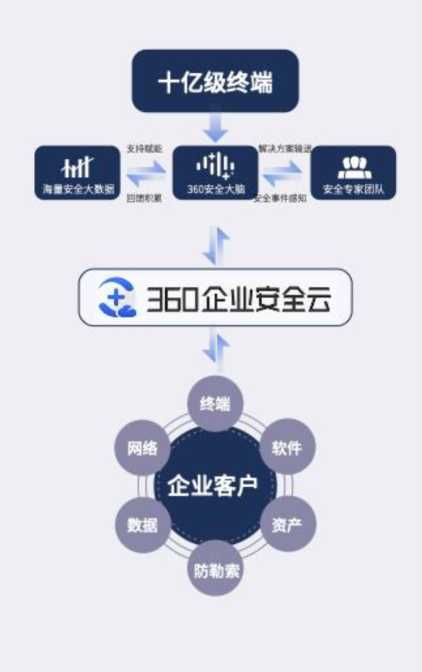 十亿级终端
支持赋能
解决方案输送
海量安全大数据
360安全大脑
安全专家团队
回馈积累
安全事件感知
360企业安全云
终端
网络
软件
企业客户
数据
资产
防勒索